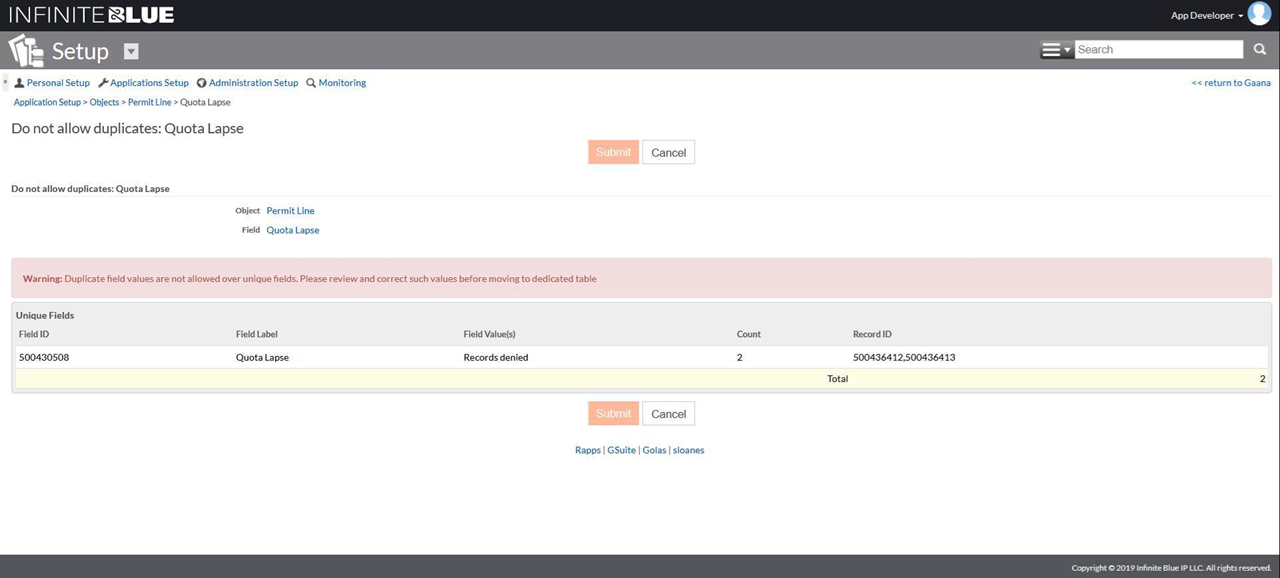 INFINITE BLUE
App Developer
Setup
Search
» Personal Setup Applications Setup Administration Setup Monitoring << return to Gaana
Application Setup > Objects > Permit Line > Quota Lapse
Do not allow duplicates: Quota Lapse
Submit Cancel
Do not allow duplicates: Quota Lapse
Object Permit Line
Field Quota Lapse
Warning: Duplicate field values are not allowed over unique fields. Please review and correct such values before moving to dedicated table
Unique Fields
Field ID Field Label Field Value(s) Count Record ID
500430508 Quota Lapse Records denied 2 500436412,500436413
Total 2
Submit Cancel
Rapps | GSuite | Golas | sloanes
Copyright © 2019 Infinite Blue IP LLC. All rights reserved.